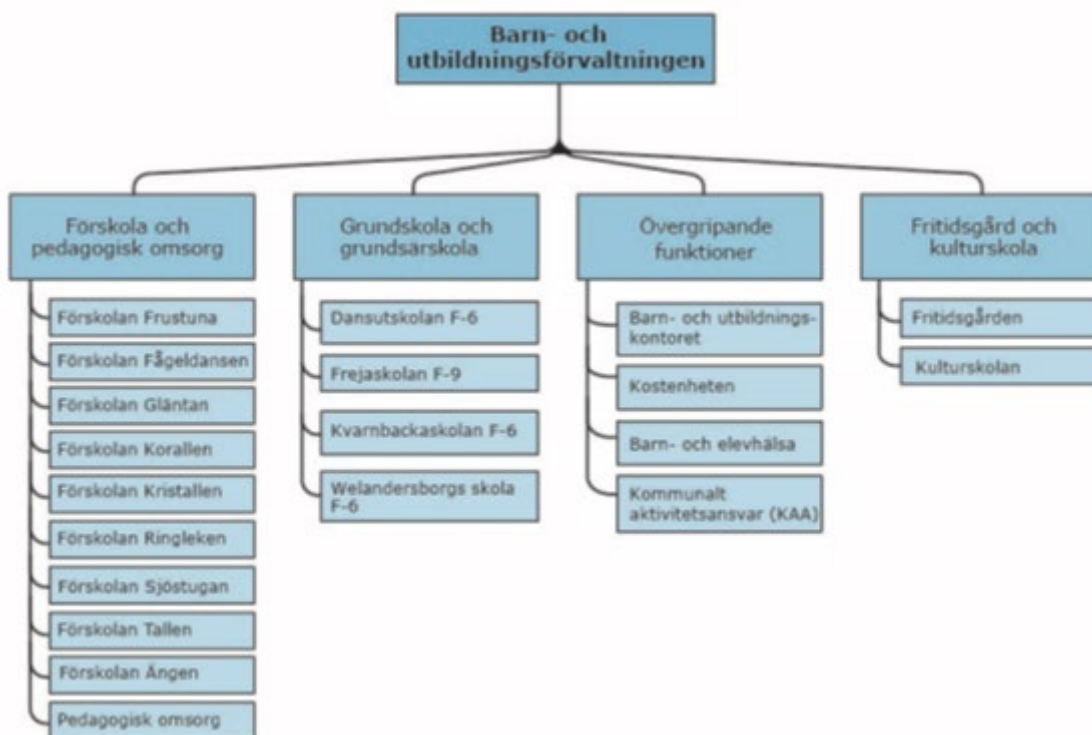 Barn- och
utbildningsförvaltningen
Förskola och
pedagogisk omsorg
Förskolan Frustuna
Förskolan Fågeldansen
Förskolan Gläntan
Förskolan Korallen
Förskolan Kristallen
Förskolan Ringleken
Förskolan Sjöstugan
Förskolan Tallen
Förskolan Ängen
Pedagogisk omsorg
Grundskola och
grundsärskola
Dansutskolan F-6
Frejaskolan F-9
Kvarnbackaskolan F-6
Welandersborgs skola
F-6
Övergripande
funktioner
Barn- och utbildnings-
kontoret
Kostenheten
Barn- och elevhälsa
Kommunalt
aktivitetsansvar (KAA)
Fritidsgård och
kulturskola
Fritidsgården
Kulturskolan